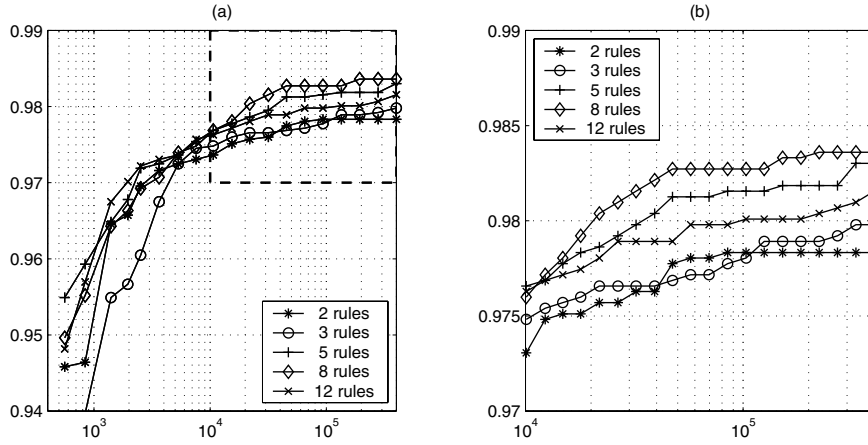 (a)
0.99
0.98
0.97
0.96
0.95
0.94
10^3
10^4
10^5
2 rules
3 rules
5 rules
8 rules
12 rules
(b)
0.99
0.985
0.98
0.975
0.97
10^4
10^5
2 rules
3 rules
5 rules
8 rules
12 rules